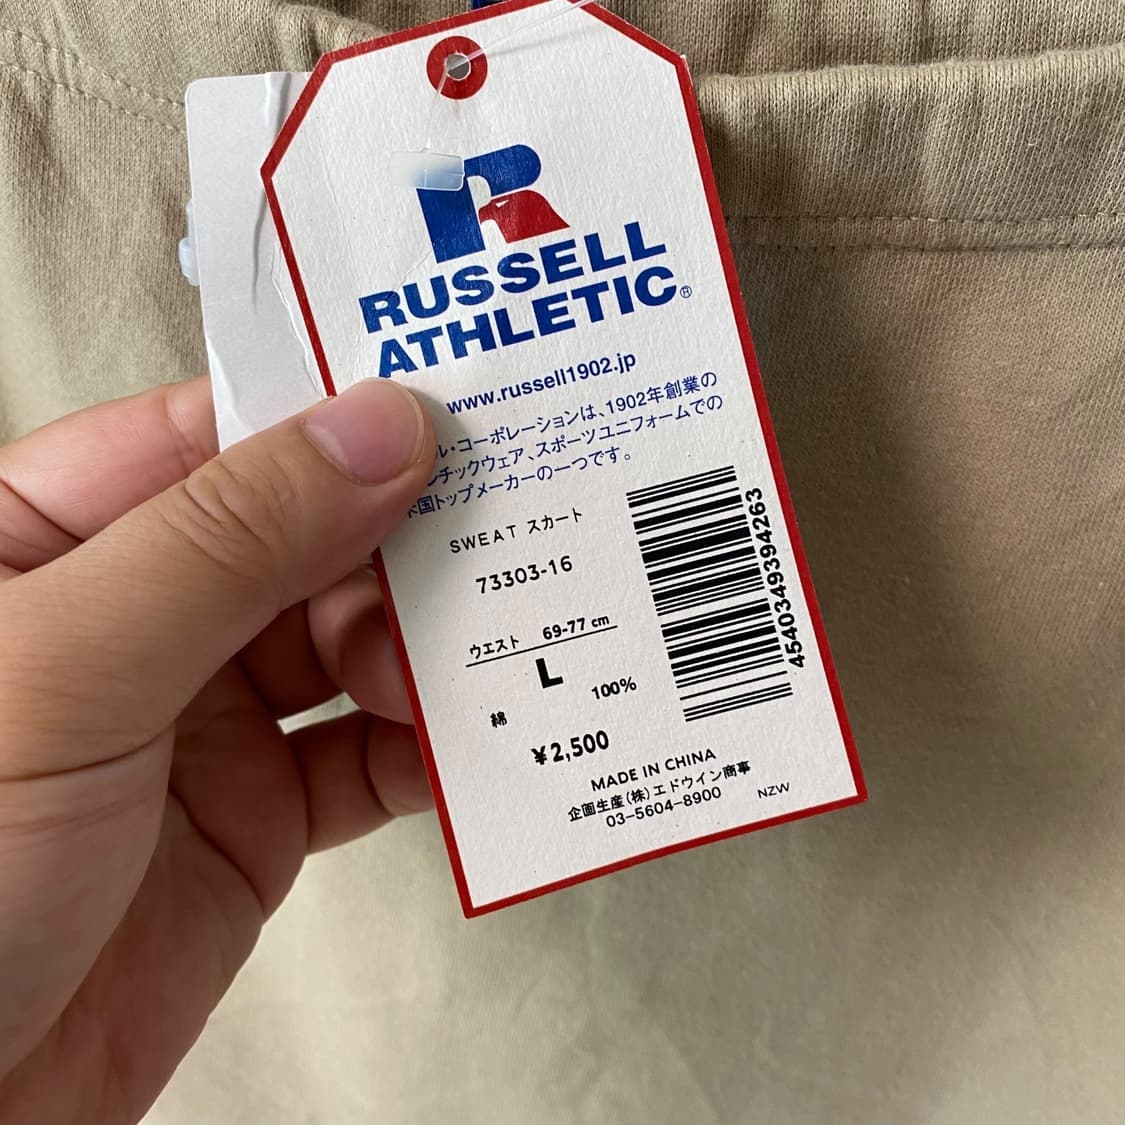 RUSSELL
ATHLETIC®
www.russell1902.jp
ル・コーポレーションは、1902年創業の
チックウェア、スポーツユニフォームでの
国トップメーカーの一つです。
SWEAT スカート
73303-16
ウエスト 69-77 cm
L
綿 100%
¥2,500
4540349394263
MADE IN CHINA
企画生産(株)エドウイン商事
03-5604-8900
NZW